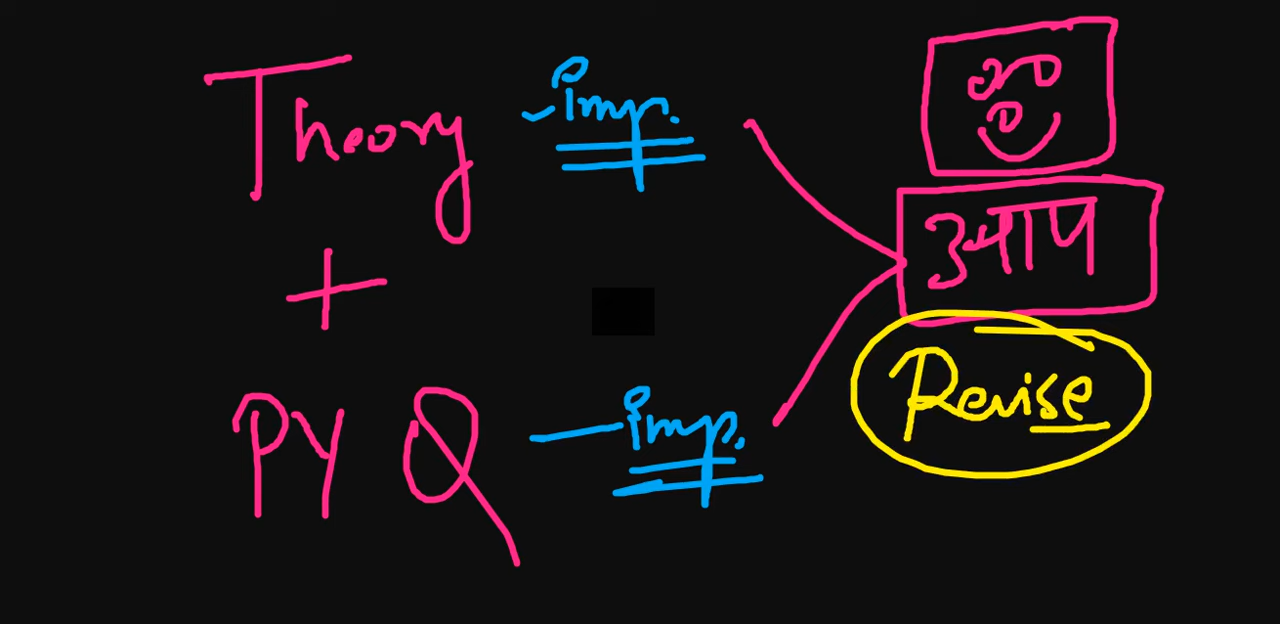 Theory imp.
+
PYQ - imp.
आप
Revise